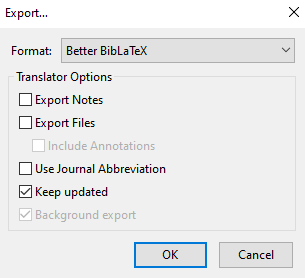 Export...
Format: Better BibLaTeX
Translator Options
Export Notes
Export Files
Include Annotations
Use Journal Abbreviation
Keep updated
Background export
OK Cancel